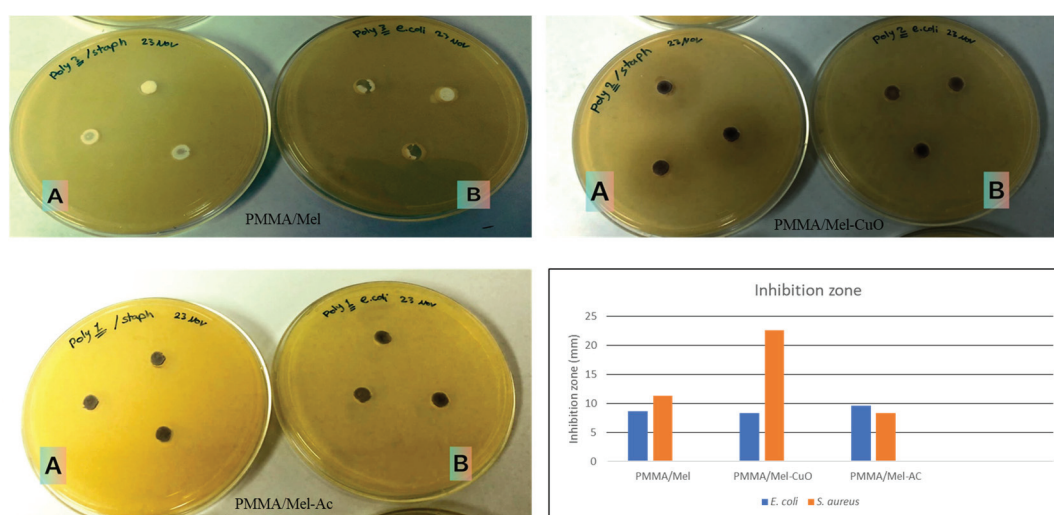 poly 3 / staph 23 NOV
poly 3 e.coli 23 NOV
A
B
PMMA/Mel
poly 2 / staph 23 NOV
poly 2 e.coli 23 NOV
A
B
PMMA/Mel-CuO
poly 1 / staph 23 NOV
poly 1 e.coli 23 NOV
A
B
PMMA/Mel-Ac
Inhibition zone
Inhibition zone (mm)
25
20
15
10
5
0
PMMA/Mel PMMA/Mel-CuO PMMA/Mel-AC
E. coli S. aureus